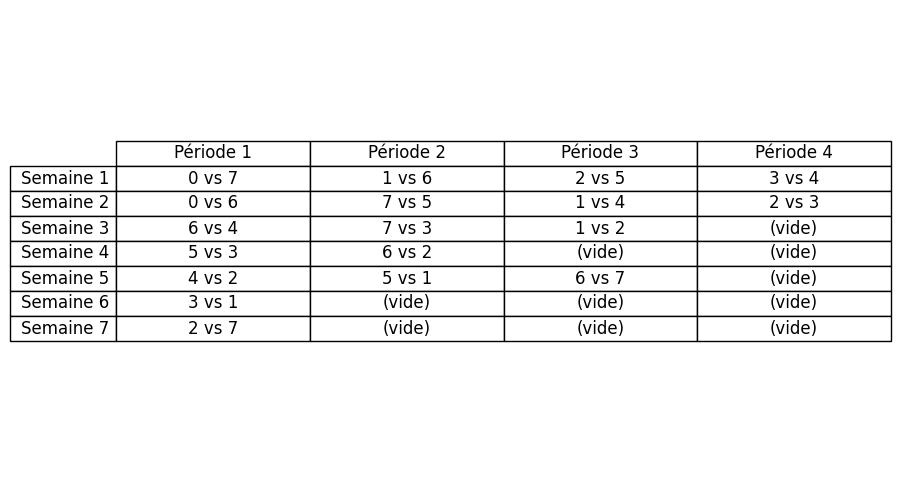 Période 1 Période 2 Période 3 Période 4
Semaine 1 0 vs 7 1 vs 6 2 vs 5 3 vs 4
Semaine 2 0 vs 6 7 vs 5 1 vs 4 2 vs 3
Semaine 3 6 vs 4 7 vs 3 1 vs 2 (vide)
Semaine 4 5 vs 3 6 vs 2 (vide) (vide)
Semaine 5 4 vs 2 5 vs 1 6 vs 7 (vide)
Semaine 6 3 vs 1 (vide) (vide) (vide)
Semaine 7 2 vs 7 (vide) (vide) (vide)